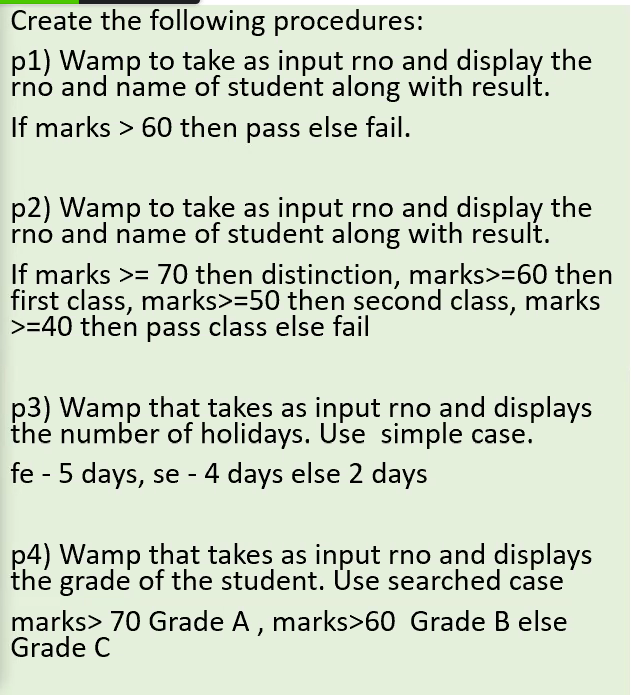 Create the following procedures:
p1) Wamp to take as input rno and display the
rno and name of student along with result.
If marks > 60 then pass else fail.
p2) Wamp to take as input rno and display the
rno and name of student along with result.
If marks >= 70 then distinction, marks>=60 then
first class, marks>=50 then second class, marks
>=40 then pass class else fail
p3) Wamp that takes as input rno and displays
the number of holidays. Use  simple case.
fe - 5 days, se - 4 days else 2 days
p4) Wamp that takes as input rno and displays
the grade of the student. Use searched case
marks> 70 Grade A , marks>60  Grade B else
Grade C